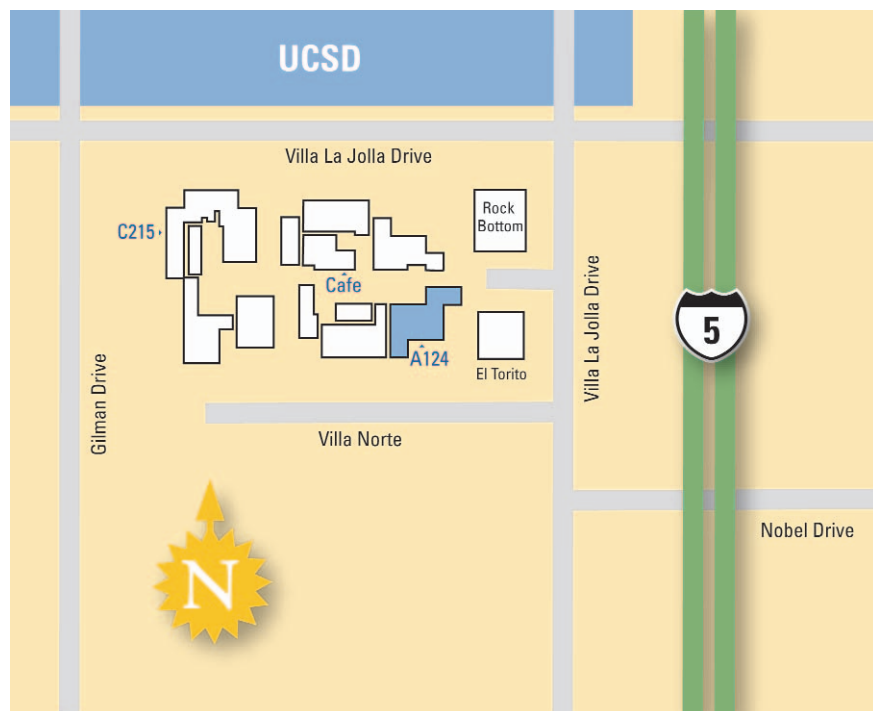 UCSD
Villa La Jolla Drive
C215
Rock
Bottom
Cafe
Villa La Jolla Drive
5
A124
El Torito
Gilman Drive
Villa Norte
Nobel Drive
N